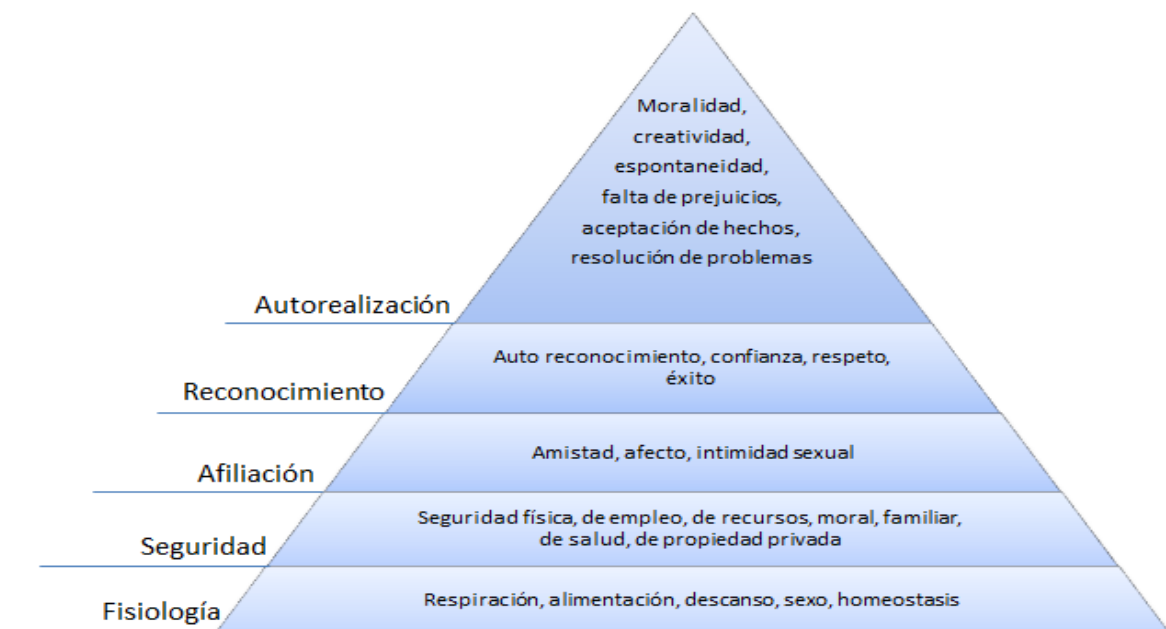 Moralidad,
creatividad,
espontaneidad,
falta de prejuicios,
aceptación de hechos,
resolución de problemas
Autorealización
Auto reconocimiento, confianza, respeto,
éxito
Reconocimiento
Amistad, afecto, intimidad sexual
Afiliación
Seguridad física, de empleo, de recursos, moral, familiar,
de salud, de propiedad privada
Seguridad
Respiración, alimentación, descanso, sexo, homeostasis
Fisiología